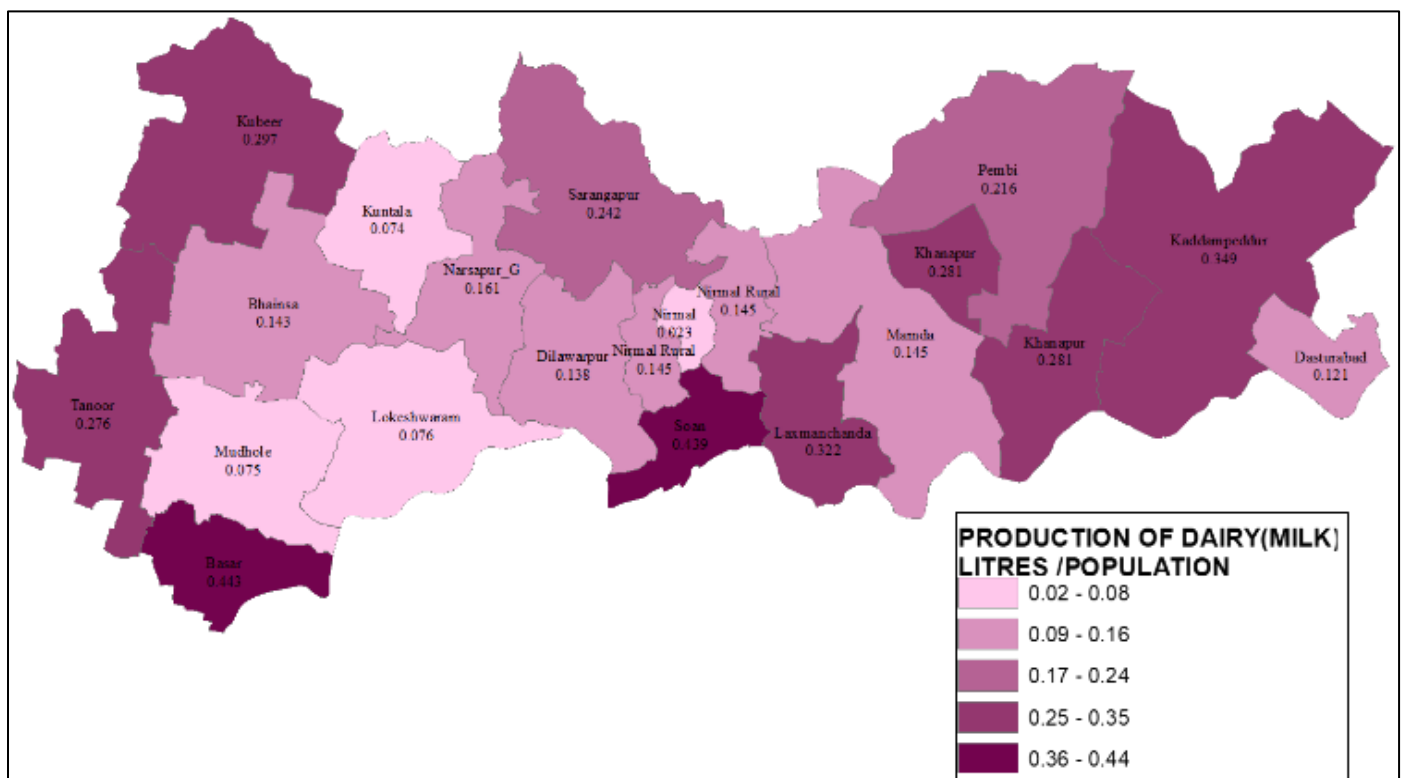 Kubeer
0.297
Kuntala
0.074
Sarangapur
0.242
Pembi
0.216
Kaddampeddur
0.349
Khanapur
0.281
Narsapur_G
0.161
Nirmal Rural
0.145
Bhainsa
0.143
Nirmal
0.023
Mamda
0.145
Khanapur
0.281
Dilawarpur
0.138
Nirmal Rural
0.145
Dasturabad
0.121
Tanoor
0.276
Lokeshwaram
0.076
Soan
0.439
Laxmanchanda
0.322
Mudhole
0.075
Basar
0.443
PRODUCTION OF DAIRY(MILK)
LITRES /POPULATION
0.02 - 0.08
0.09 - 0.16
0.17 - 0.24
0.25 - 0.35
0.36 - 0.44